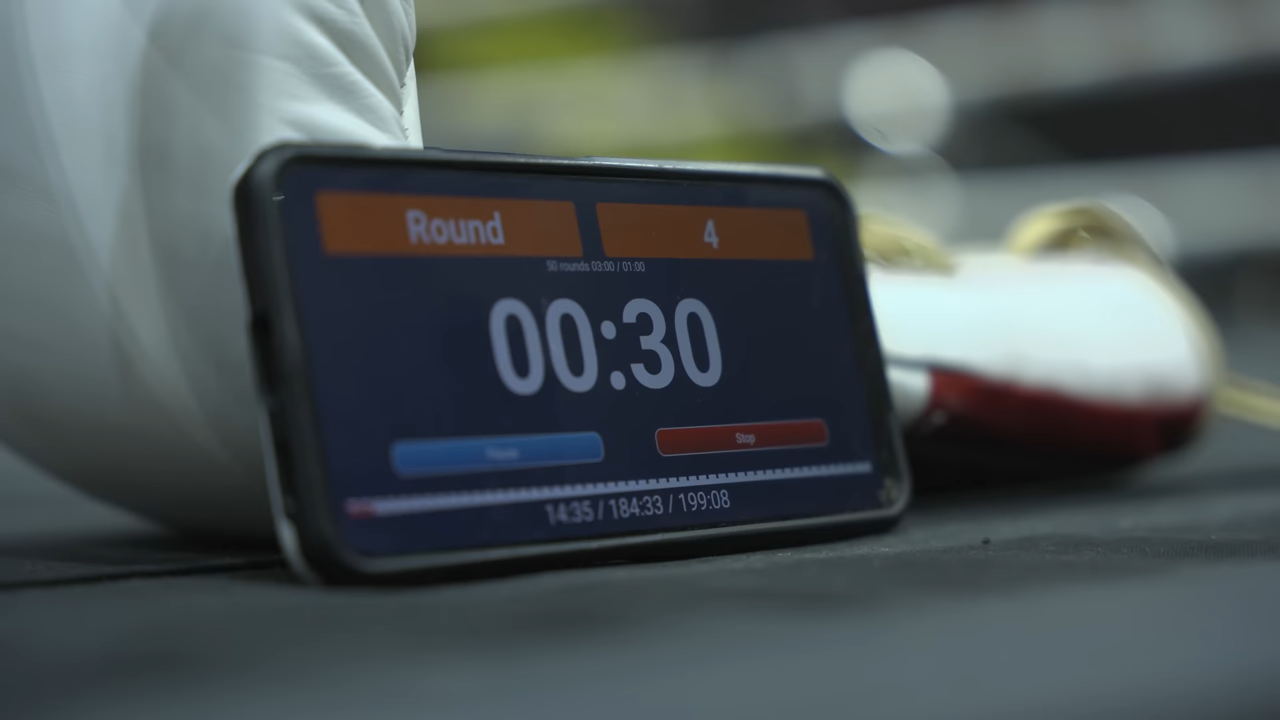 Round 4
50 rounds 03:00 / 01:00
00:30
Stop
14:35 / 184:33 / 199:08